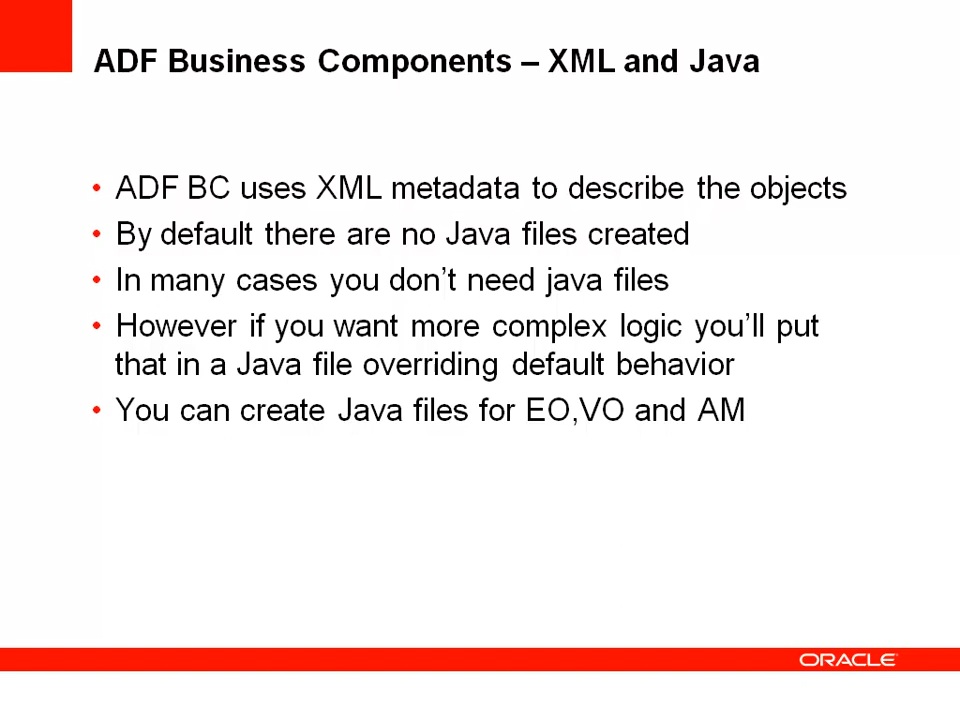 ADF Business Components – XML and Java
• ADF BC uses XML metadata to describe the objects
• By default there are no Java files created
• In many cases you don’t need java files
• However if you want more complex logic you’ll put
that in a Java file overriding default behavior
• You can create Java files for EO,VO and AM
ORACLE